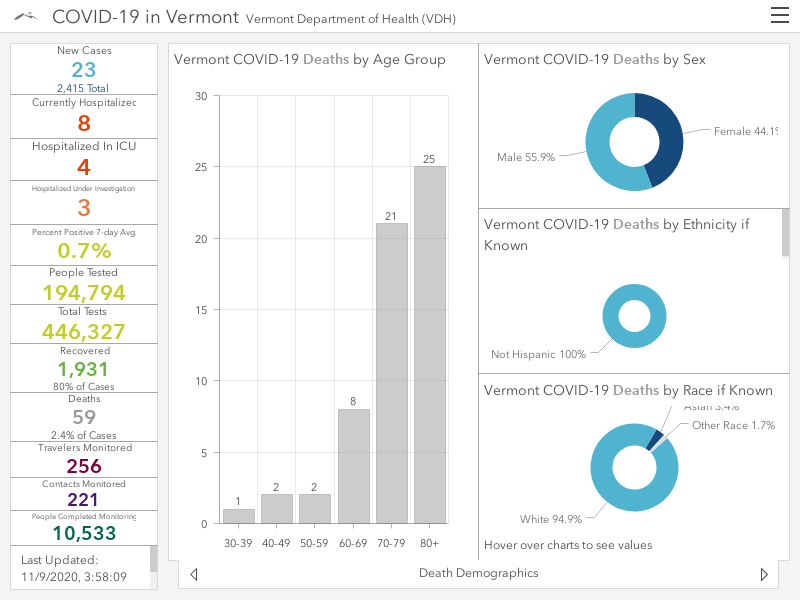 COVID-19 in Vermont Vermont Department of Health (VDH)
New Cases
23
2,415 Total
Currently Hospitalized
8
Hospitalized In ICU
4
Hospitalized Under Investigation
3
Percent Positive 7-day Avg
0.7%
People Tested
194,794
Total Tests
446,327
Recovered
1,931
80% of Cases
Deaths
59
2.4% of Cases
Travelers Monitored
256
Contacts Monitored
221
People Completed Monitoring
10,533
Last Updated:
11/9/2020, 3:58:09
Vermont COVID-19 Deaths by Age Group
30
25
20
15
10
5
0
1
2
2
8
21
25
30-39 40-49 50-59 60-69 70-79 80+
Vermont COVID-19 Deaths by Sex
Female 44.1%
Male 55.9%
Vermont COVID-19 Deaths by Ethnicity if
Known
Not Hispanic 100%
Vermont COVID-19 Deaths by Race if Known
Asian 3.4%
Other Race 1.7%
White 94.9%
Hover over charts to see values
Death Demographics